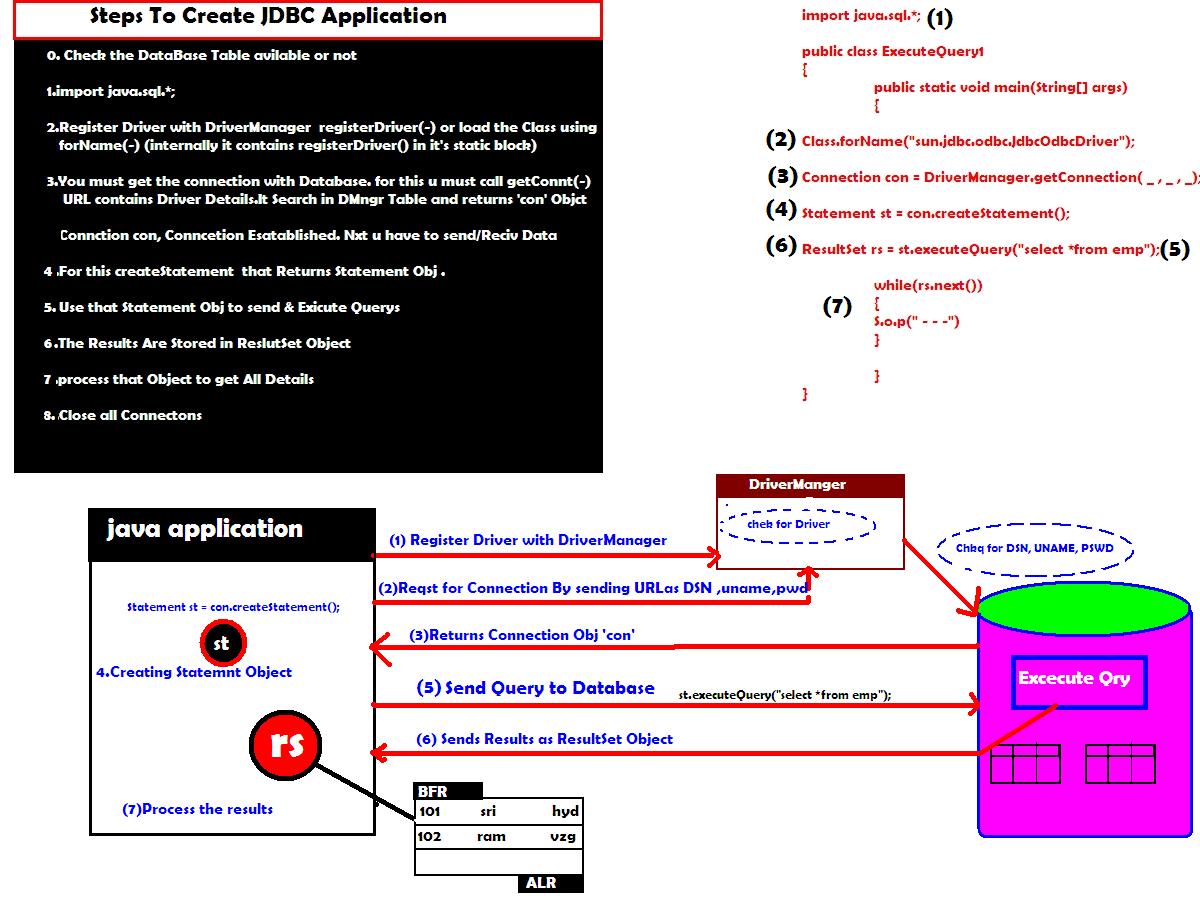 Steps To Create JDBC Application
0. Check the DataBase Table avilable or not
1.import java.sql.*;
2.Register Driver with DriverManager registerDriver(-) or load the Class using
forName(-) (internally it contains registerDriver() in it's static block)
3.You must get the connection with Database. for this u must call getConnt(-)
URL contains Driver Details.It Search in DMngr Table and returns 'con' Objct
Connction con, Conncetion Esatablished. Nxt u have to send/Reciv Data
4 .For this createStatement that Returns Statement Obj .
5. Use that Statement Obj to send & Exicute Querys
6.The Results Are Stored in ReslutSet Object
7 .process that Object to get All Details
8. Close all Connectons
import java.sql.*; (1)
public class ExecuteQuery1
{
public static void main(String[] args)
{
(2) Class.forName("sun.jdbc.odbc.JdbcOdbcDriver");
(3) Connection con = DriverManager.getConnection( _ , _ , _);
(4) Statement st = con.createStatement();
(6) ResultSet rs = st.executeQuery("select *from emp"); (5)
while(rs.next())
(7) {
S.o.p(" - - -")
}
}
}
java application
Statement st = con.createStatement();
st
4.Creating Statemnt Object
rs
(7)Process the results
(1) Register Driver with DriverManager
(2)Reqst for Connection By sending URLas DSN ,uname,pwd
(3)Returns Connection Obj 'con'
(5) Send Query to Database st.executeQuery("select *from emp");
(6) Sends Results as ResultSet Object
DriverManger
chek for Driver
Chkq for DSN, UNAME, PSWD
Excecute Qry
BFR
101 sri hyd
102 ram vzg
ALR